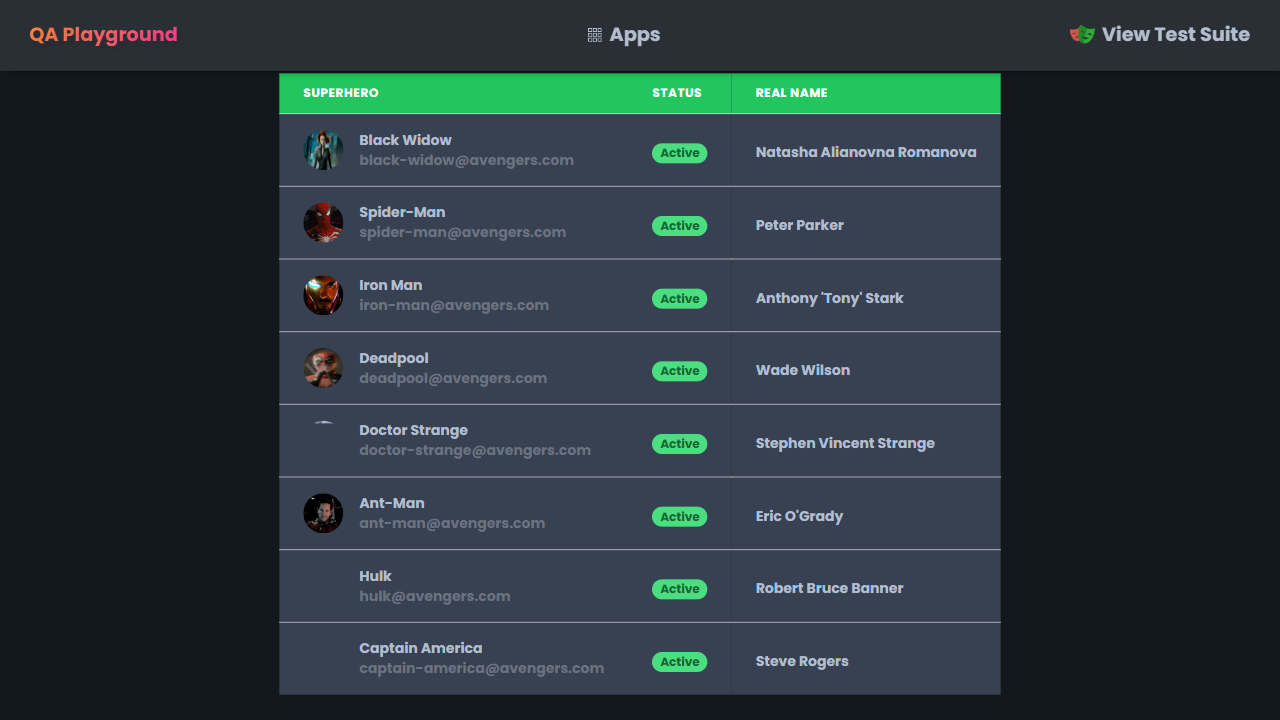 QA Playground
Apps
View Test Suite
SUPERHERO STATUS REAL NAME
Black Widow
black-widow@avengers.com
Active
Natasha Alianovna Romanova
Spider-Man
spider-man@avengers.com
Active
Peter Parker
Iron Man
iron-man@avengers.com
Active
Anthony 'Tony' Stark
Deadpool
deadpool@avengers.com
Active
Wade Wilson
Doctor Strange
doctor-strange@avengers.com
Active
Stephen Vincent Strange
Ant-Man
ant-man@avengers.com
Active
Eric O'Grady
Hulk
hulk@avengers.com
Active
Robert Bruce Banner
Captain America
captain-america@avengers.com
Active
Steve Rogers